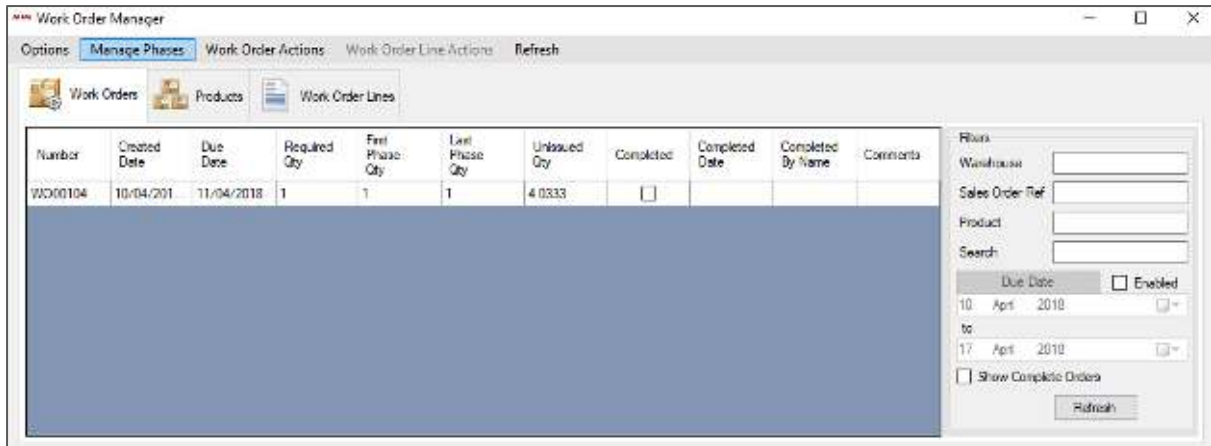 Work Order Manager
Options Manage Phases Work Order Actions Work Order Line Actions Refresh
Work Orders Products Work Order Lines
Number Created Date Due Date Required Qty First Phase Qty Last Phase Qty Unissued Qty Completed Completed Date Completed By Name Comments
WO00104 10/04/201... 11/04/2018 1 1 1 4.0333
Filters
Warehouse
Sales Order Ref
Product
Search
Due Date Enabled
10 April 2018
to
17 April 2018
Show Complete Orders
Refresh